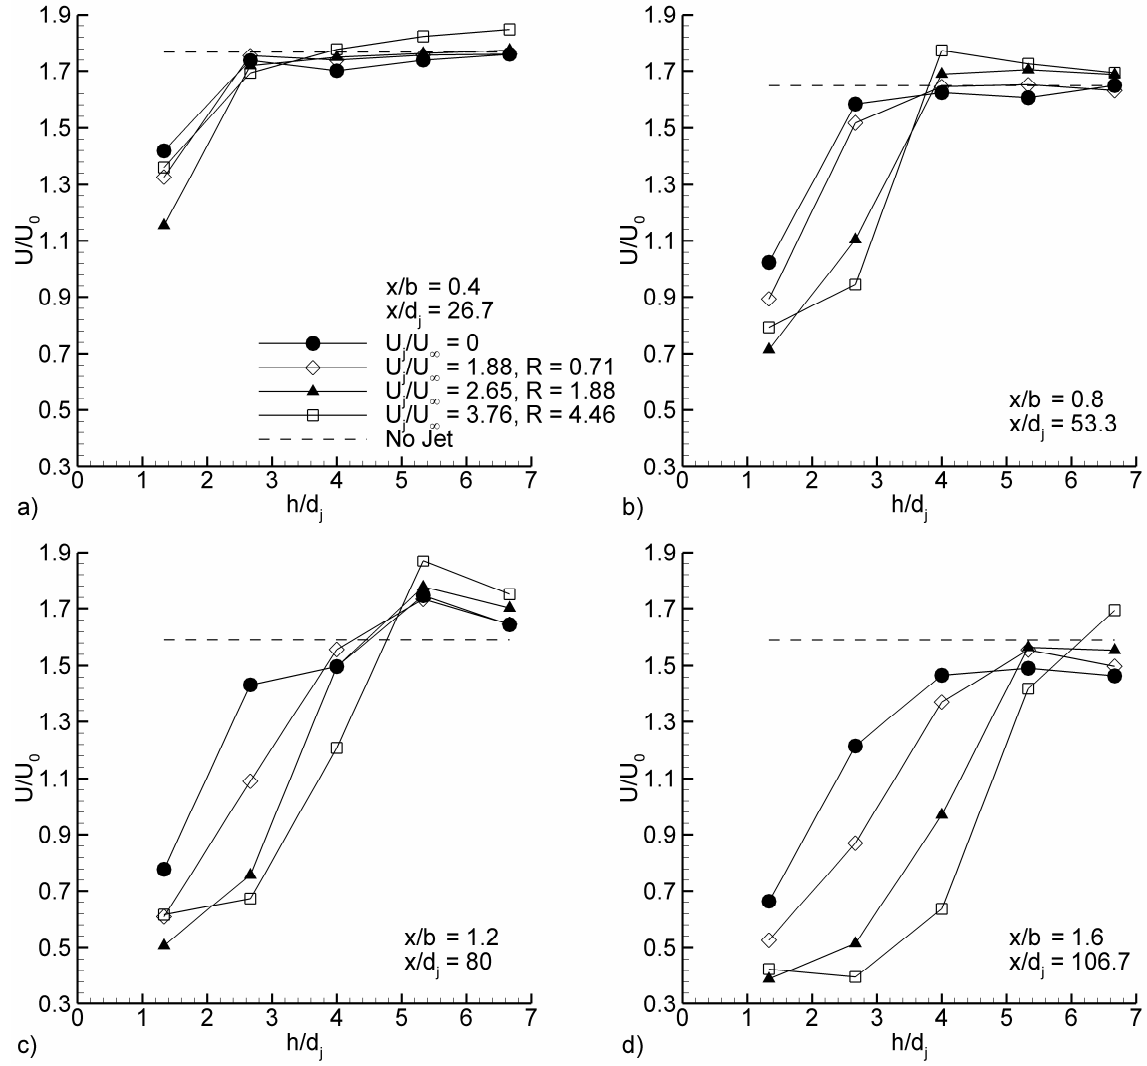 1.9
1.7
1.5
1.3
1.1
0.9
0.7
0.5
0.3
U/U0
0 1 2 3 4 5 6 7
h/dj
x/b = 0.4
x/dj = 26.7
Uj/U∞ = 0
Uj/U∞ = 1.88, R = 0.71
Uj/U∞ = 2.65, R = 1.88
Uj/U∞ = 3.76, R = 4.46
No Jet
a)
1.9
1.7
1.5
1.3
1.1
0.9
0.7
0.5
0.3
U/U0
0 1 2 3 4 5 6 7
h/dj
x/b = 0.8
x/dj = 53.3
b)
1.9
1.7
1.5
1.3
1.1
0.9
0.7
0.5
0.3
U/U0
0 1 2 3 4 5 6 7
h/dj
x/b = 1.2
x/dj = 80
c)
1.9
1.7
1.5
1.3
1.1
0.9
0.7
0.5
0.3
U/U0
0 1 2 3 4 5 6 7
h/dj
x/b = 1.6
x/dj = 106.7
d)